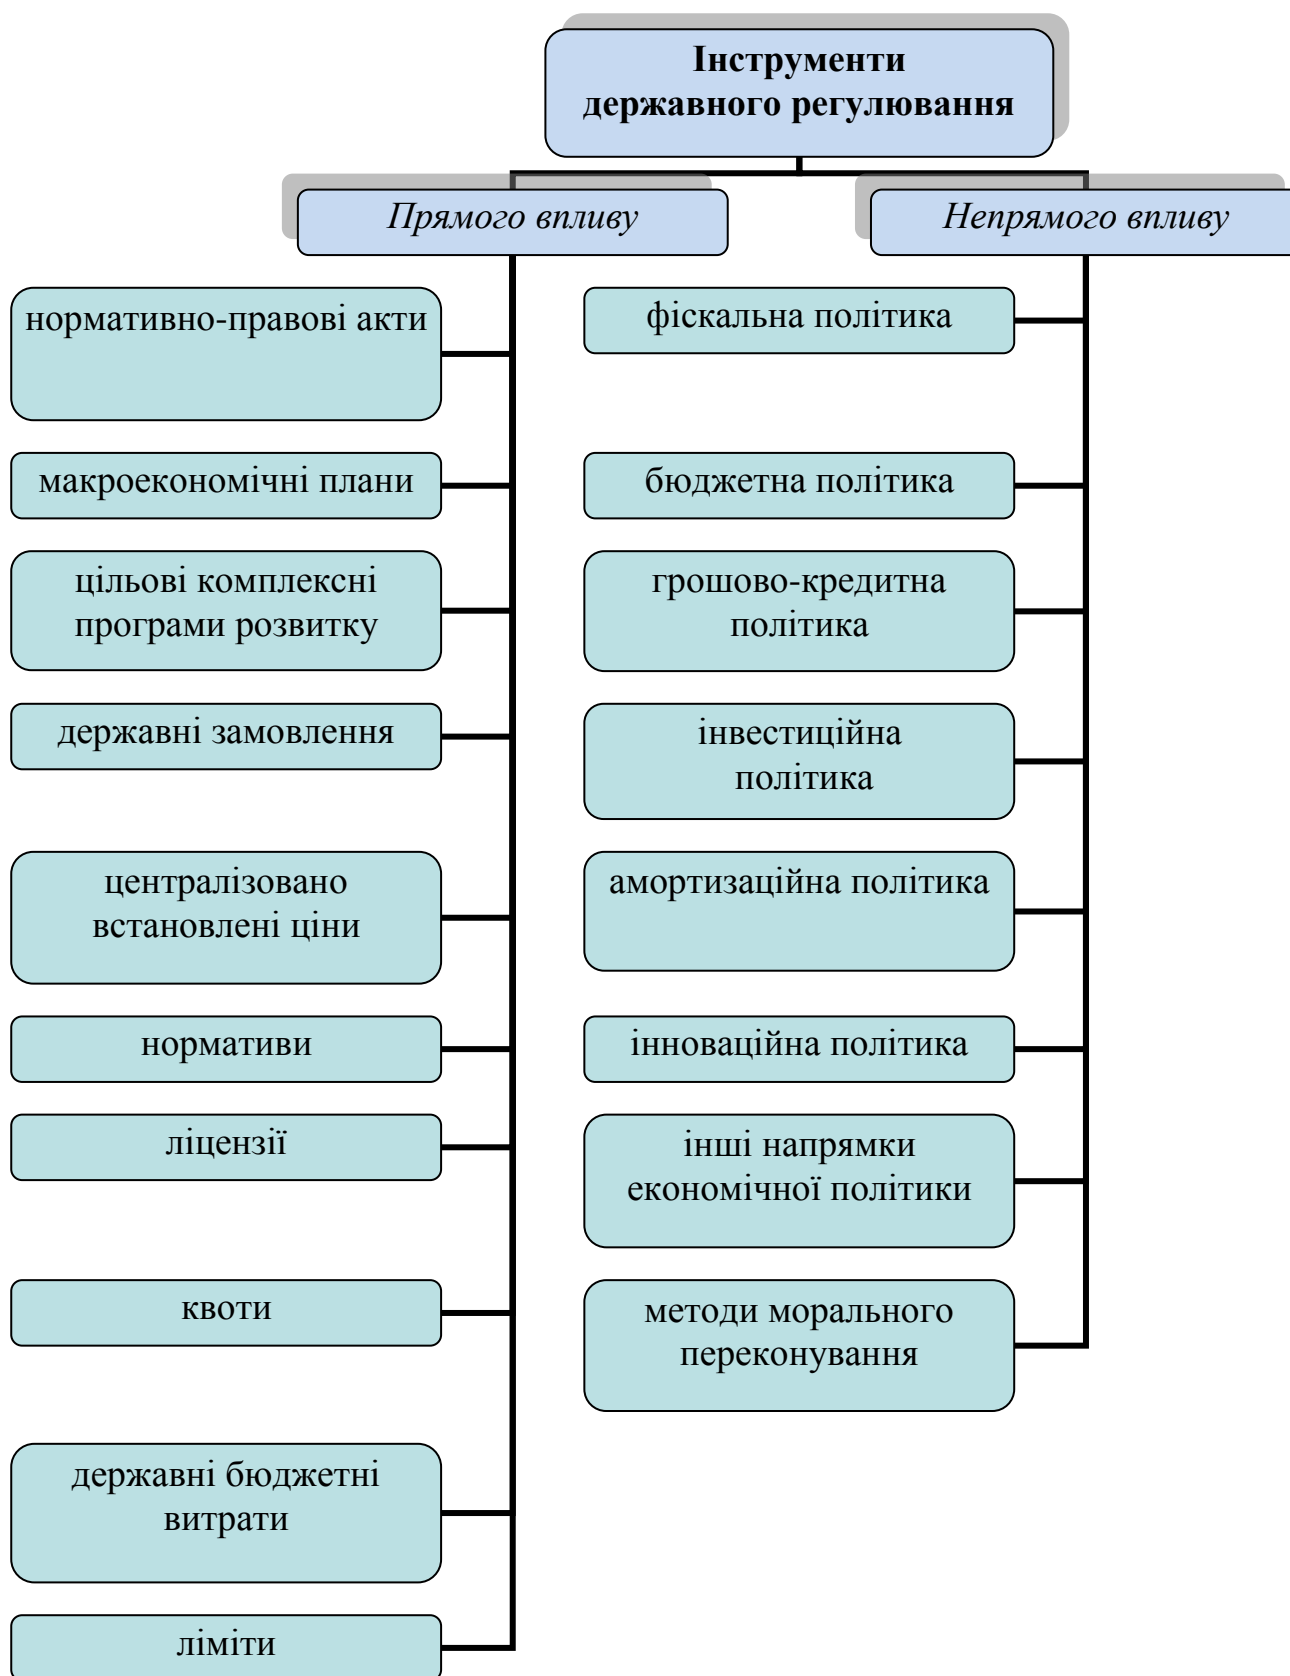 Інструменти
державного регулювання
Прямого впливу
нормативно-правові акти
макроекономічні плани
цільові комплексні
програми розвитку
державні замовлення
централізовано
встановлені ціни
нормативи
ліцензії
квоти
державні бюджетні
витрати
ліміти
Непрямого впливу
фіскальна політика
бюджетна політика
грошово-кредитна
політика
інвестиційна
політика
амортизаційна політика
інноваційна політика
інші напрямки
економічної політики
методи морального
переконування